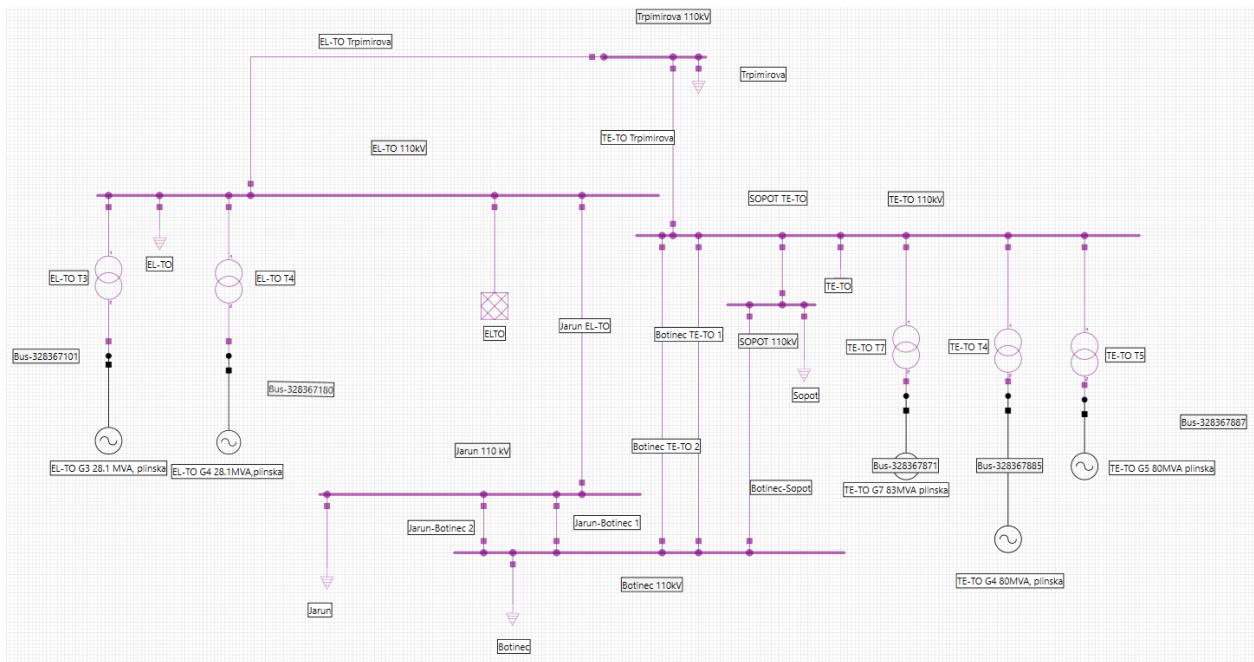 Trpimirova 110kV
EL-TO Trpimirova
Trpimirova
TE-TO Trpimirova
EL-TO 110kV
SOPOT TE-TO
TE-TO 110kV
EL-TO
EL-TO T3
EL-TO T4
TE-TO
Jarun EL-TO
ELTO
Botinec TE-TO 1
SOPOT 110kV
TE-TO T7
TE-TO T4
TE-TO T5
Bus-328367101
Bus-328367180
Sopot
Bus-328367887
Botinec TE-TO 2
Jarun 110 kV
EL-TO G3 28.1 MVA, plinska
EL-TO G4 28.1MVA,plinska
Bus-328367871
Bus-328367885
TE-TO G5 80MVA plinska
Botinec-Sopot
TE-TO G7 83MVA plinska
Jarun-Botinec 2
Jarun-Botinec 1
Botinec 110kV
TE-TO G4 80MVA, plinska
Jarun
Botinec